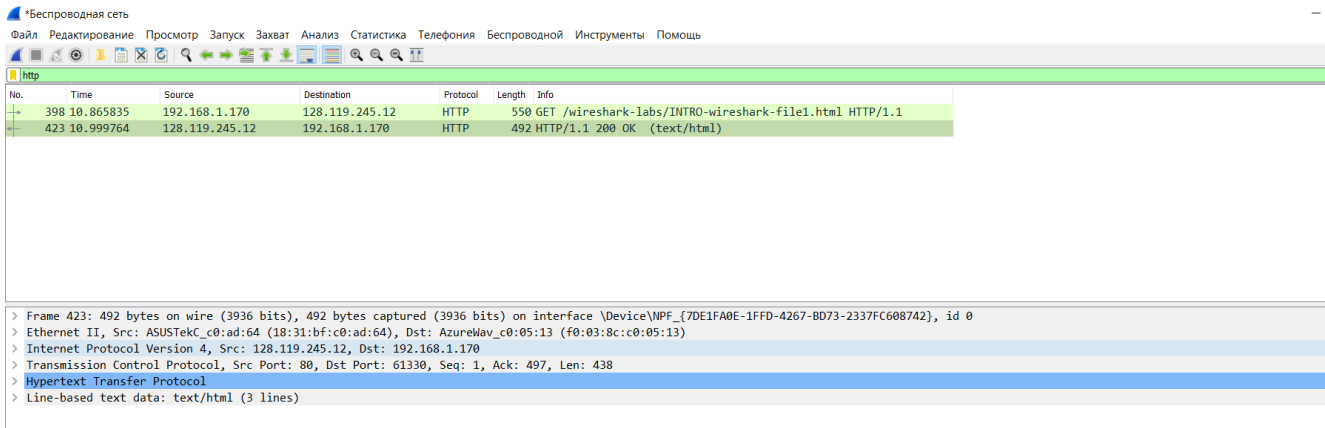 *Беспроводная сеть
Файл Редактирование Просмотр Запуск Захват Анализ Статистика Телефония Беспроводной Инструменты Помощь
http
No. Time Source Destination Protocol Length Info
398 10.865835 192.168.1.170 128.119.245.12 HTTP 550 GET /wireshark-labs/INTRO-wireshark-file1.html HTTP/1.1
423 10.999764 128.119.245.12 192.168.1.170 HTTP 492 HTTP/1.1 200 OK (text/html)
> Frame 423: 492 bytes on wire (3936 bits), 492 bytes captured (3936 bits) on interface \Device\NPF_{7DE1FA0E-1FFD-4267-BD73-2337FC608742}, id 0
> Ethernet II, Src: ASUSTekC_c0:ad:64 (18:31:bf:c0:ad:64), Dst: AzureWav_c0:05:13 (f0:03:8c:c0:05:13)
> Internet Protocol Version 4, Src: 128.119.245.12, Dst: 192.168.1.170
> Transmission Control Protocol, Src Port: 80, Dst Port: 61330, Seq: 1, Ack: 497, Len: 438
> Hypertext Transfer Protocol
> Line-based text data: text/html (3 lines)